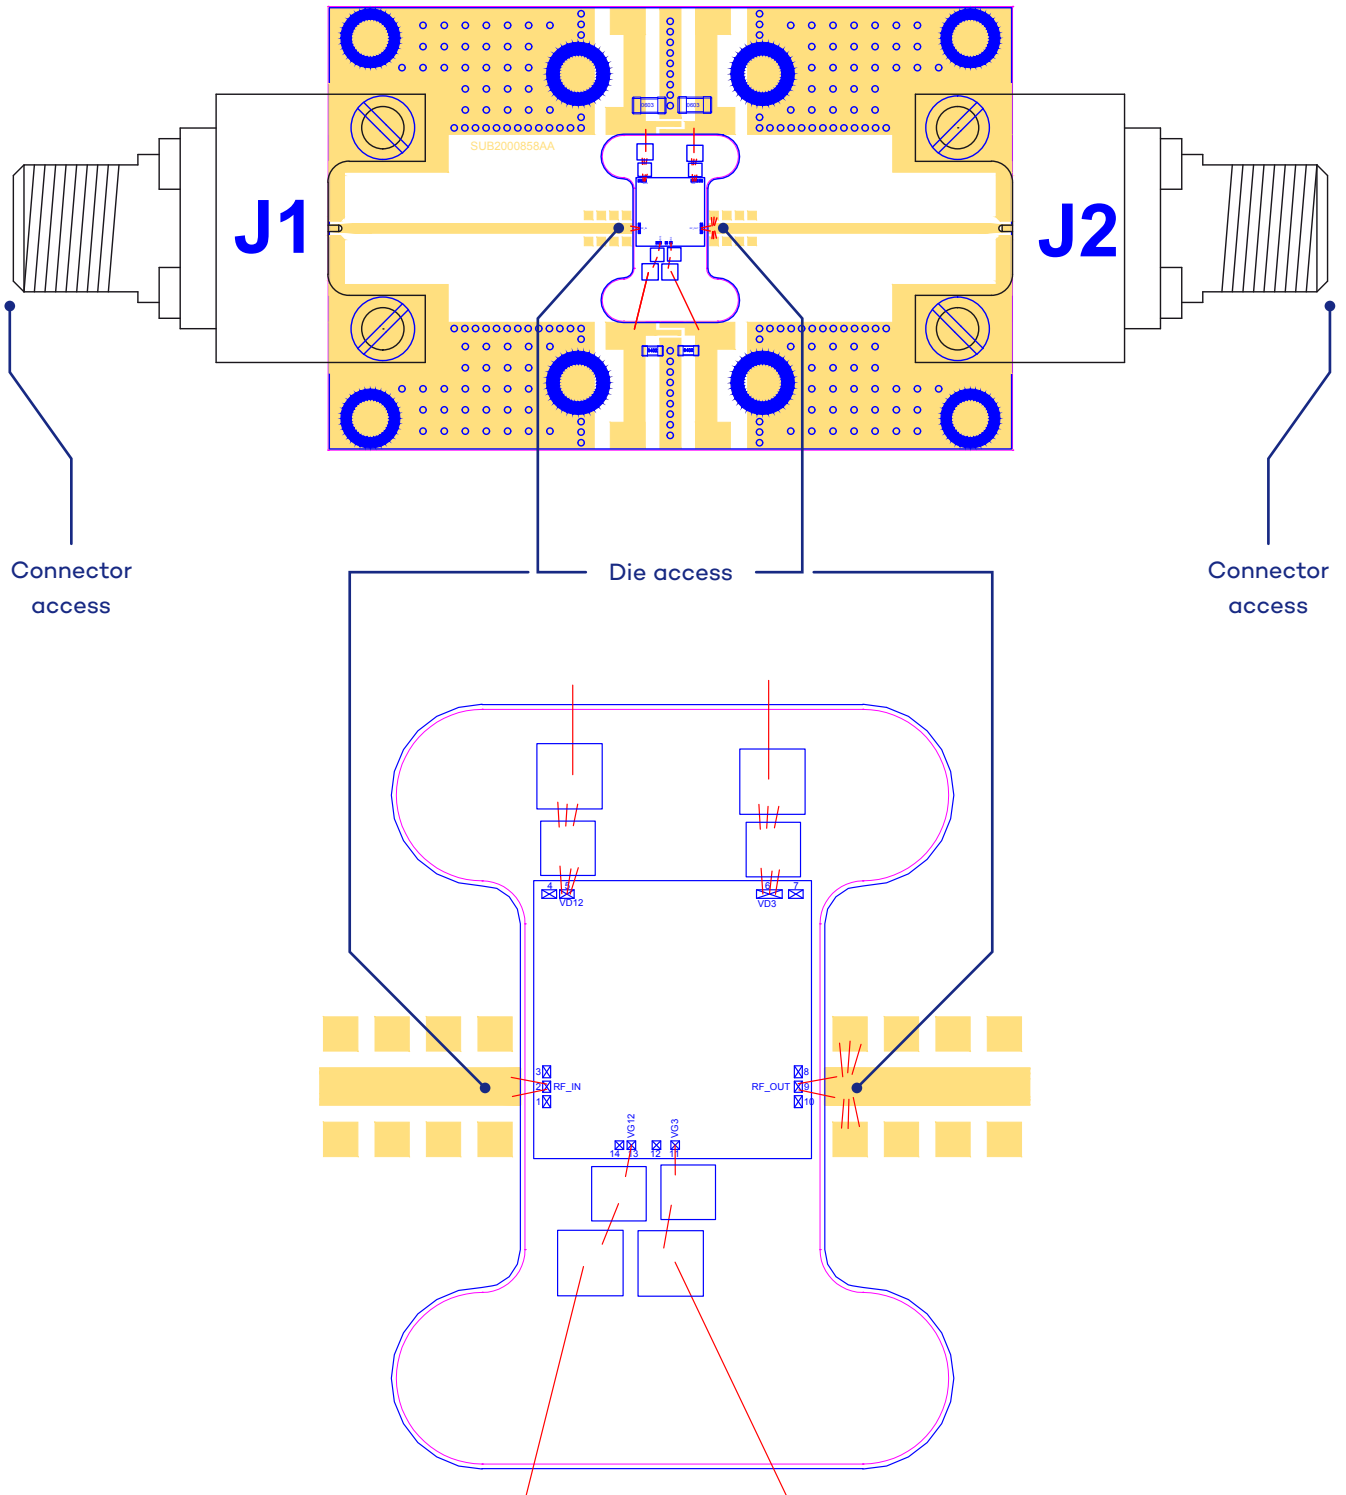 0603
0603
SUB2000858AA
J1
J2
Connector
access
Die access
Connector
access
4
5
VD12
6
7
VD3
3
2
RF_IN
1
8
RF_OUT
9
10
VG12
VG3
14
13
12
11